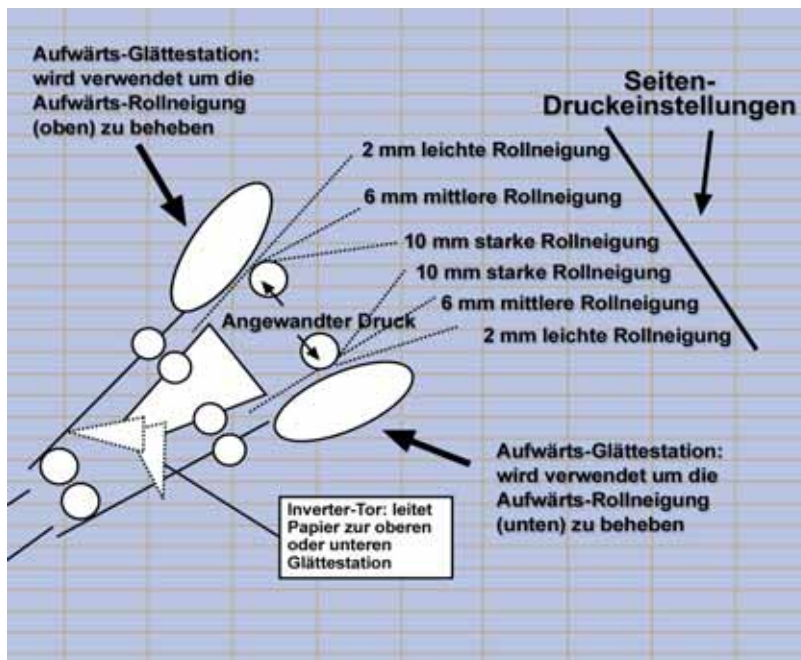 Aufwärts-Glättestation:
wird verwendet um die
Aufwärts-Rollneigung
(oben) zu beheben
Seiten-
Druckeinstellungen
2 mm leichte Rollneigung
6 mm mittlere Rollneigung
10 mm starke Rollneigung
10 mm starke Rollneigung
6 mm mittlere Rollneigung
Angewandter Druck
2 mm leichte Rollneigung
Aufwärts-Glättestation:
wird verwendet um die
Aufwärts-Rollneigung
(unten) zu beheben
Inverter-Tor: leitet
Papier zur oberen
oder unteren
Glättestation